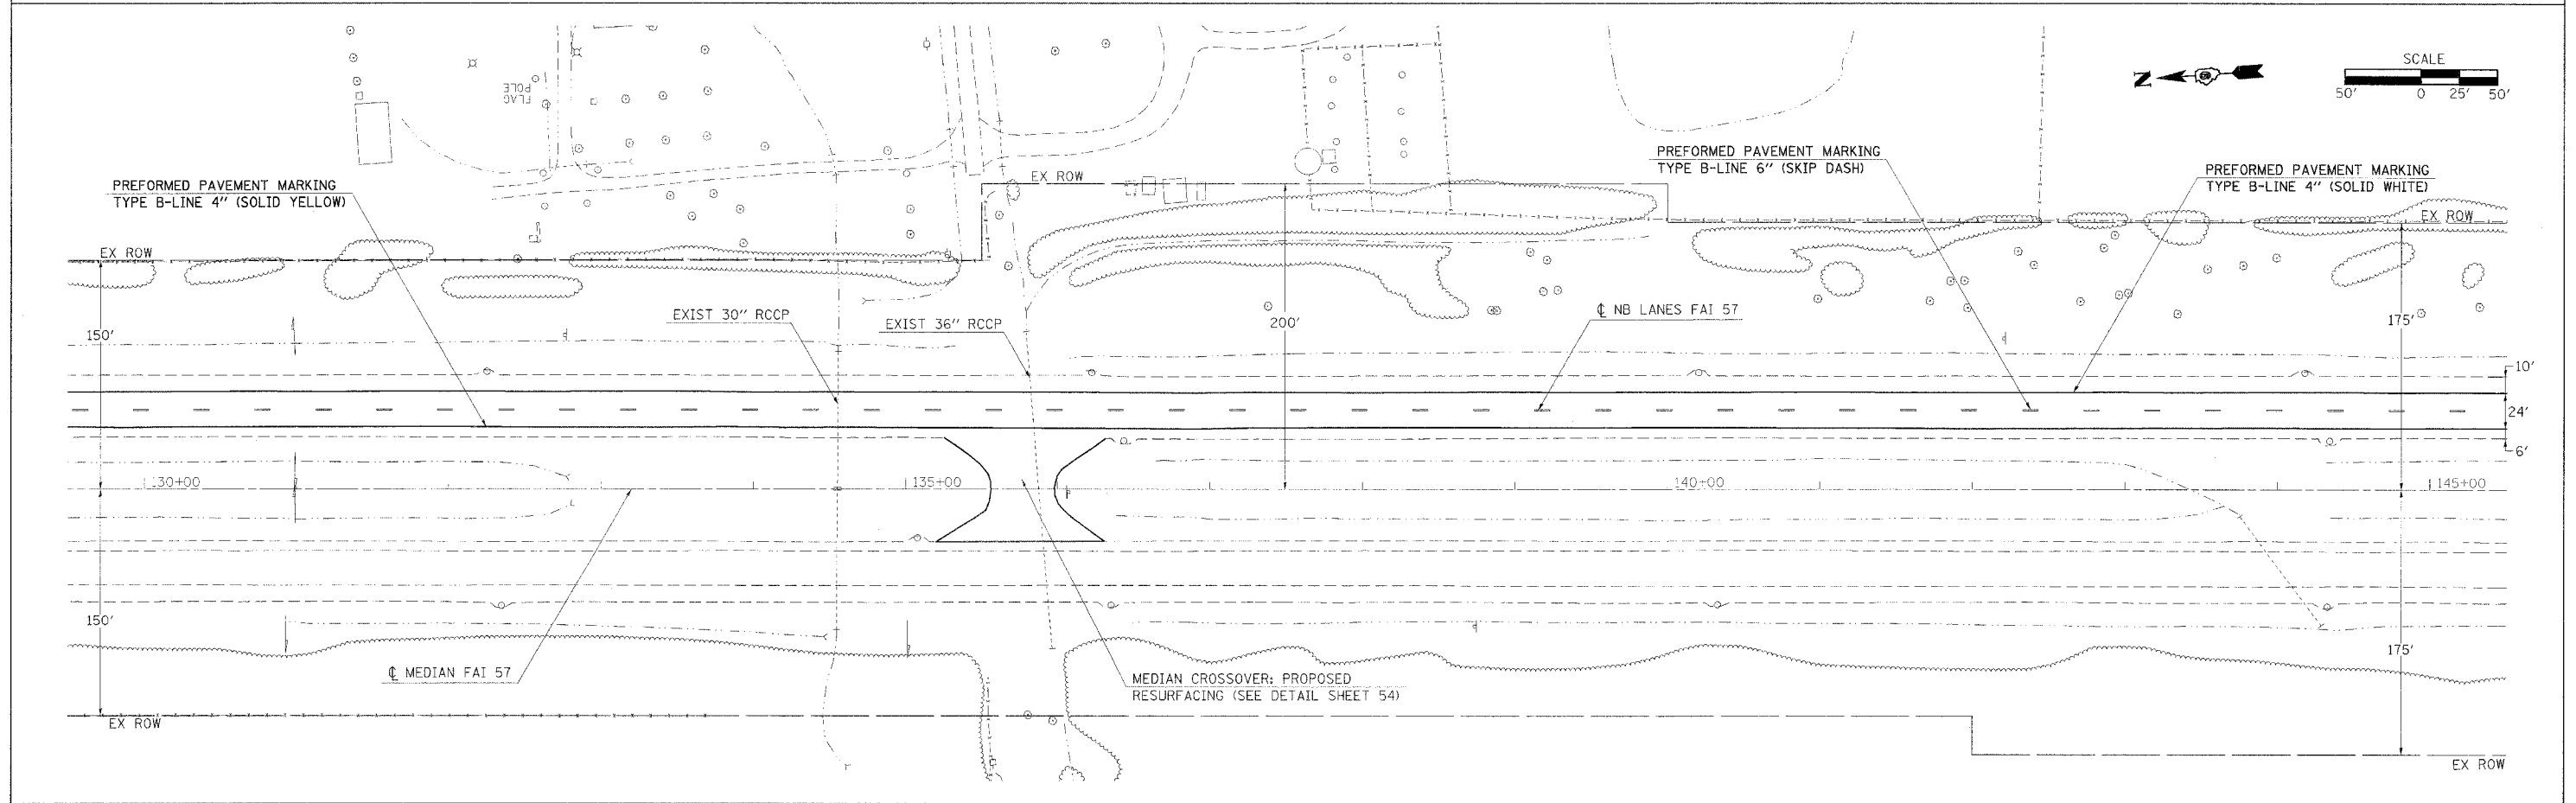 SCALE
50' 0 25' 50'
N
FLAG
POLE
PREFORMED PAVEMENT MARKING
TYPE B-LINE 4" (SOLID YELLOW)
PREFORMED PAVEMENT MARKING
TYPE B-LINE 6" (SKIP DASH)
PREFORMED PAVEMENT MARKING
TYPE B-LINE 4" (SOLID WHITE)
EX ROW
EX ROW
EX ROW
EXIST 30" RCCP
EXIST 36" RCCP
℄ NB LANES FAI 57
150'
200'
175'
10'
24'
6'
130+00
135+00
140+00
145+00
150'
175'
℄ MEDIAN FAI 57
MEDIAN CROSSOVER: PROPOSED
RESURFACING (SEE DETAIL SHEET 54)
EX ROW
EX ROW